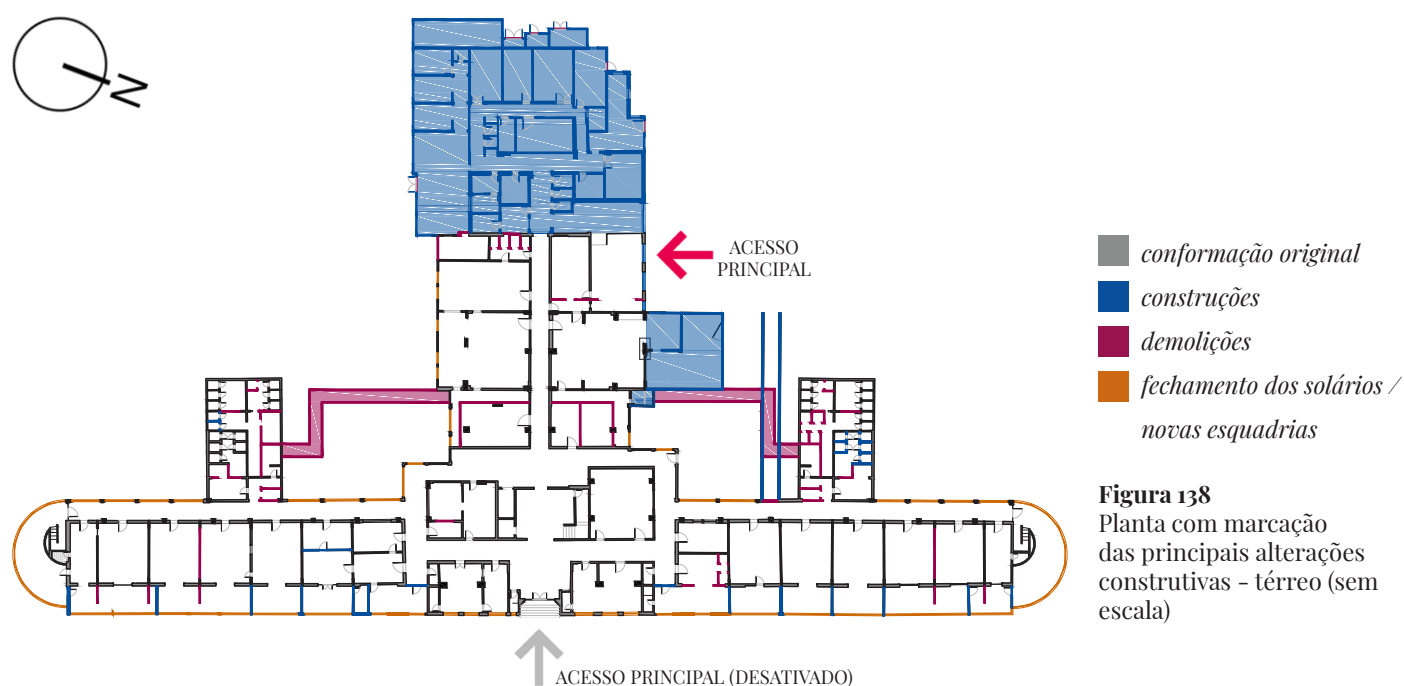 N
ACESSO
PRINCIPAL
conformação original
construções
demolições
fechamento dos solários /
novas esquadrias
Figura 138
Planta com marcação
das principais alterações
construtivas - térreo (sem
escala)
ACESSO PRINCIPAL (DESATIVADO)